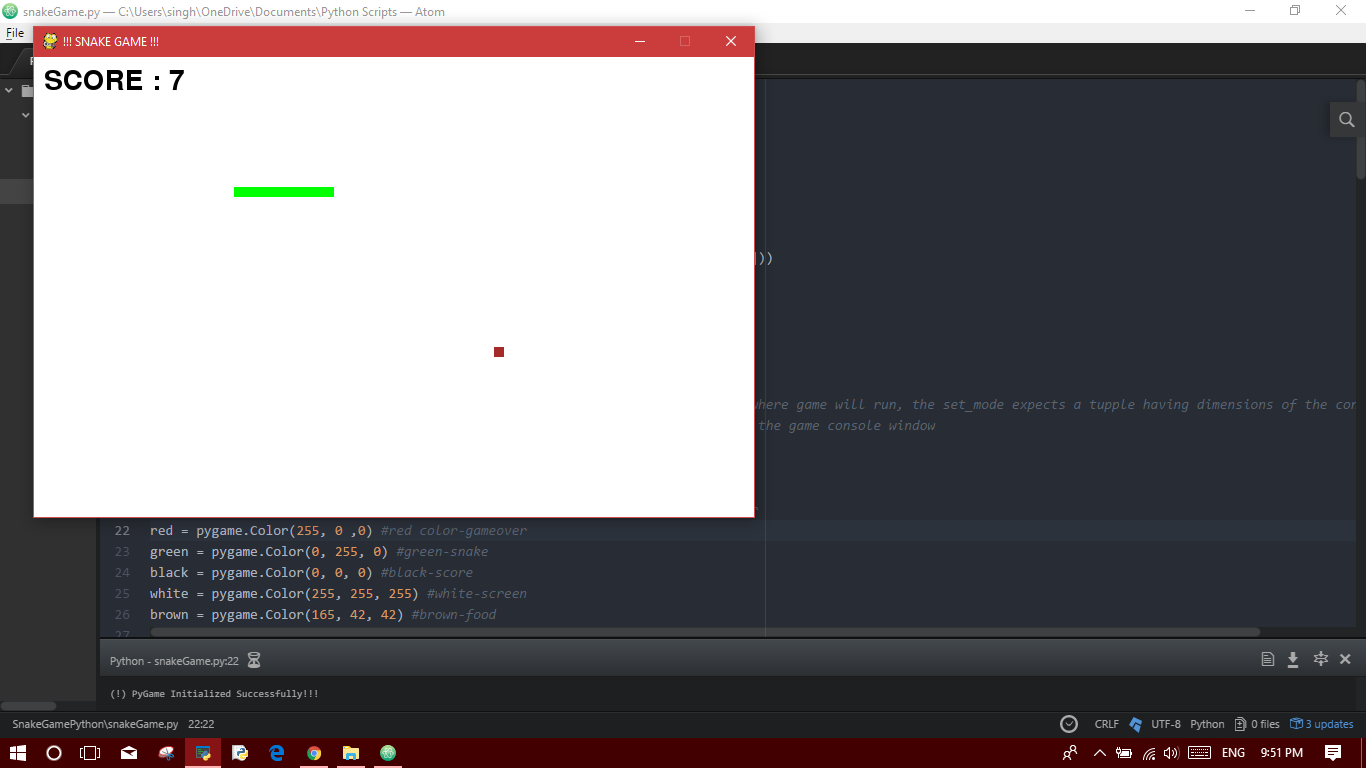 snakeGame.py — C:\Users\singh\OneDrive\Documents\Python Scripts — Atom
File
!!! SNAKE GAME !!!
SCORE : 7
))
here game will run, the set_mode expects a tupple having dimensions of the con
the game console window
22 red = pygame.Color(255, 0 ,0) #red color-gameover
23 green = pygame.Color(0, 255, 0) #green-snake
24 black = pygame.Color(0, 0, 0) #black-score
25 white = pygame.Color(255, 255, 255) #white-screen
26 brown = pygame.Color(165, 42, 42) #brown-food
27
Python - snakeGame.py:22
(!) PyGame Initialized Successfully!!!
SnakeGamePython\snakeGame.py 22:22 CRLF UTF-8 Python 0 files 3 updates
ENG 9:51 PM